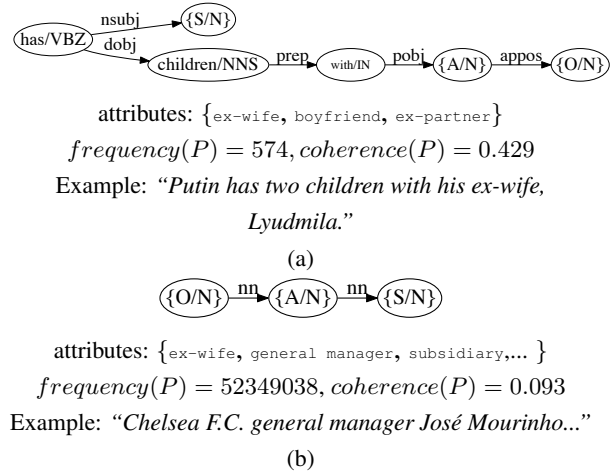 has/VBZ nsubj {S/N}
dobj children/NNS prep with/IN pobj {A/N} appos {O/N}
attributes: {ex-wife, boyfriend, ex-partner}
frequency(P) = 574, coherence(P) = 0.429
Example: “Putin has two children with his ex-wife,
Lyudmila.”
(a)
{O/N} nn {A/N} nn {S/N}
attributes: {ex-wife, general manager, subsidiary,... }
frequency(P) = 52349038, coherence(P) = 0.093
Example: “Chelsea F.C. general manager José Mourinho...”
(b)